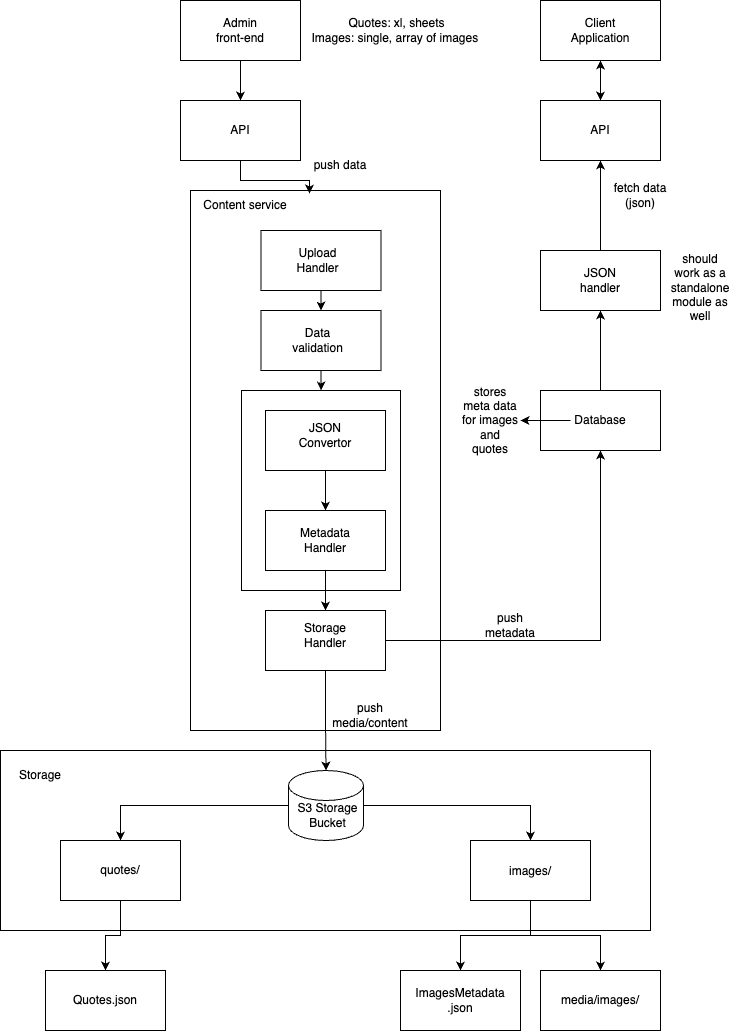 Admin
front-end
Quotes: xl, sheets
Images: single, array of images
Client
Application
API
API
push data
fetch data
(json)
Content service
Upload
Handler
JSON
handler
should
work as a
standalone
module as
well
Data
validation
stores
meta data
for images
and
quotes
Database
JSON
Convertor
Metadata
Handler
Storage
Handler
push
metadata
push
media/content
Storage
S3 Storage
Bucket
quotes/
images/
Quotes.json
ImagesMetadata
.json
media/images/